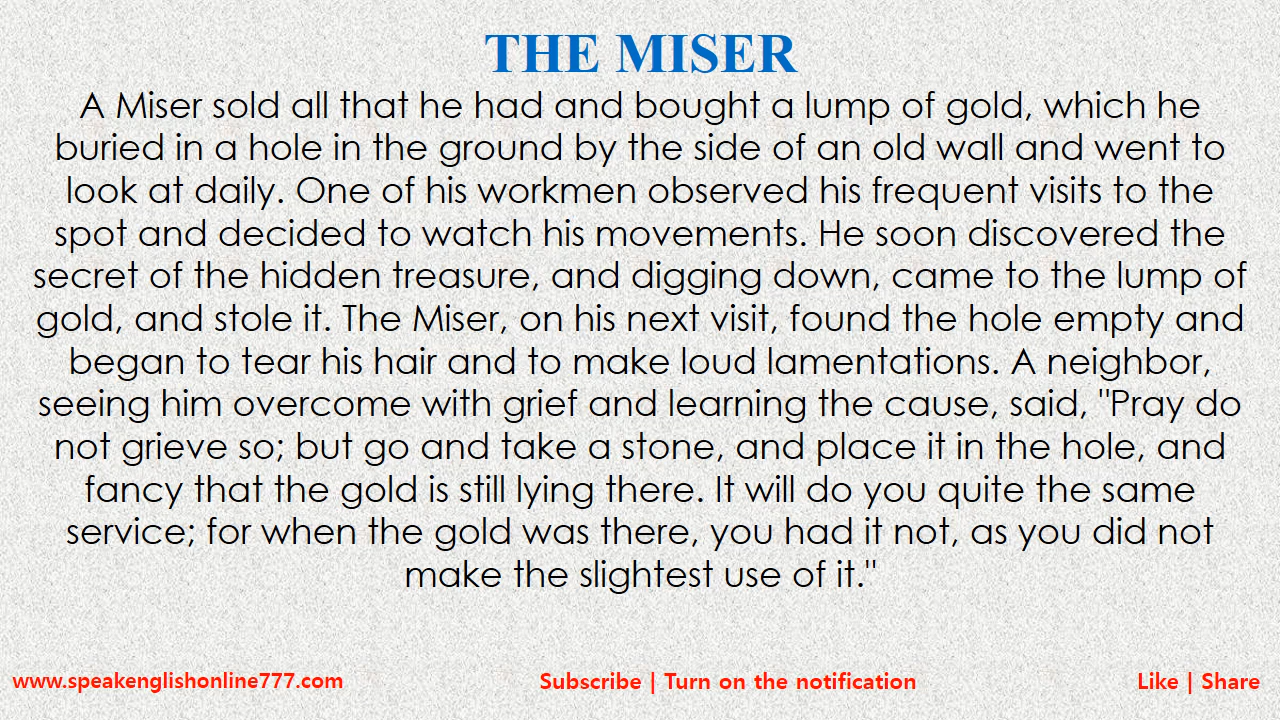 THE MISER
A Miser sold all that he had and bought a lump of gold, which he
buried in a hole in the ground by the side of an old wall and went to
look at daily. One of his workmen observed his frequent visits to the
spot and decided to watch his movements. He soon discovered the
secret of the hidden treasure, and digging down, came to the lump of
gold, and stole it. The Miser, on his next visit, found the hole empty and
began to tear his hair and to make loud lamentations. A neighbor,
seeing him overcome with grief and learning the cause, said, "Pray do
not grieve so; but go and take a stone, and place it in the hole, and
fancy that the gold is still lying there. It will do you quite the same
service; for when the gold was there, you had it not, as you did not
make the slightest use of it."
www.speakenglishonline777.com Subscribe | Turn on the notification Like | Share